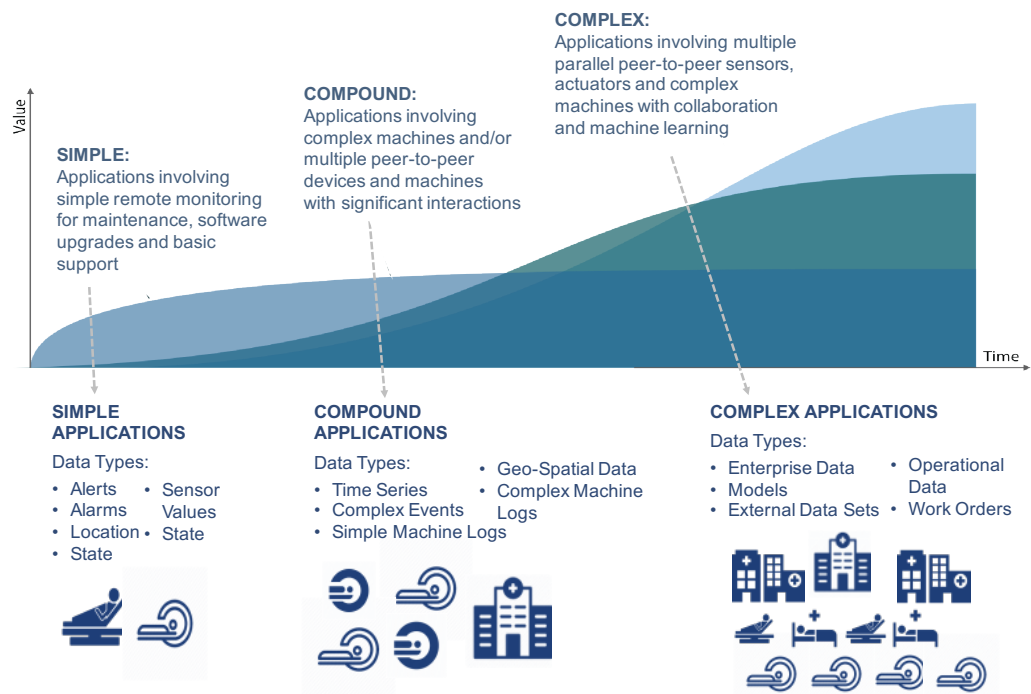 COMPLEX:
Applications involving multiple
parallel peer-to-peer sensors,
actuators and complex
machines with collaboration
and machine learning
COMPOUND:
Applications involving
complex machines and/or
multiple peer-to-peer
devices and machines
with significant interactions
SIMPLE:
Applications involving
simple remote monitoring
for maintenance, software
upgrades and basic
support
Value
Time
SIMPLE
APPLICATIONS
Data Types:
• Alerts
• Alarms
• Location
• State
• Sensor
Values
• State
COMPOUND
APPLICATIONS
Data Types:
• Time Series
• Complex Events
• Simple Machine Logs
• Geo-Spatial Data
• Complex Machine
Logs
COMPLEX APPLICATIONS
Data Types:
• Enterprise Data
• Models
• External Data Sets
• Operational
Data
• Work Orders